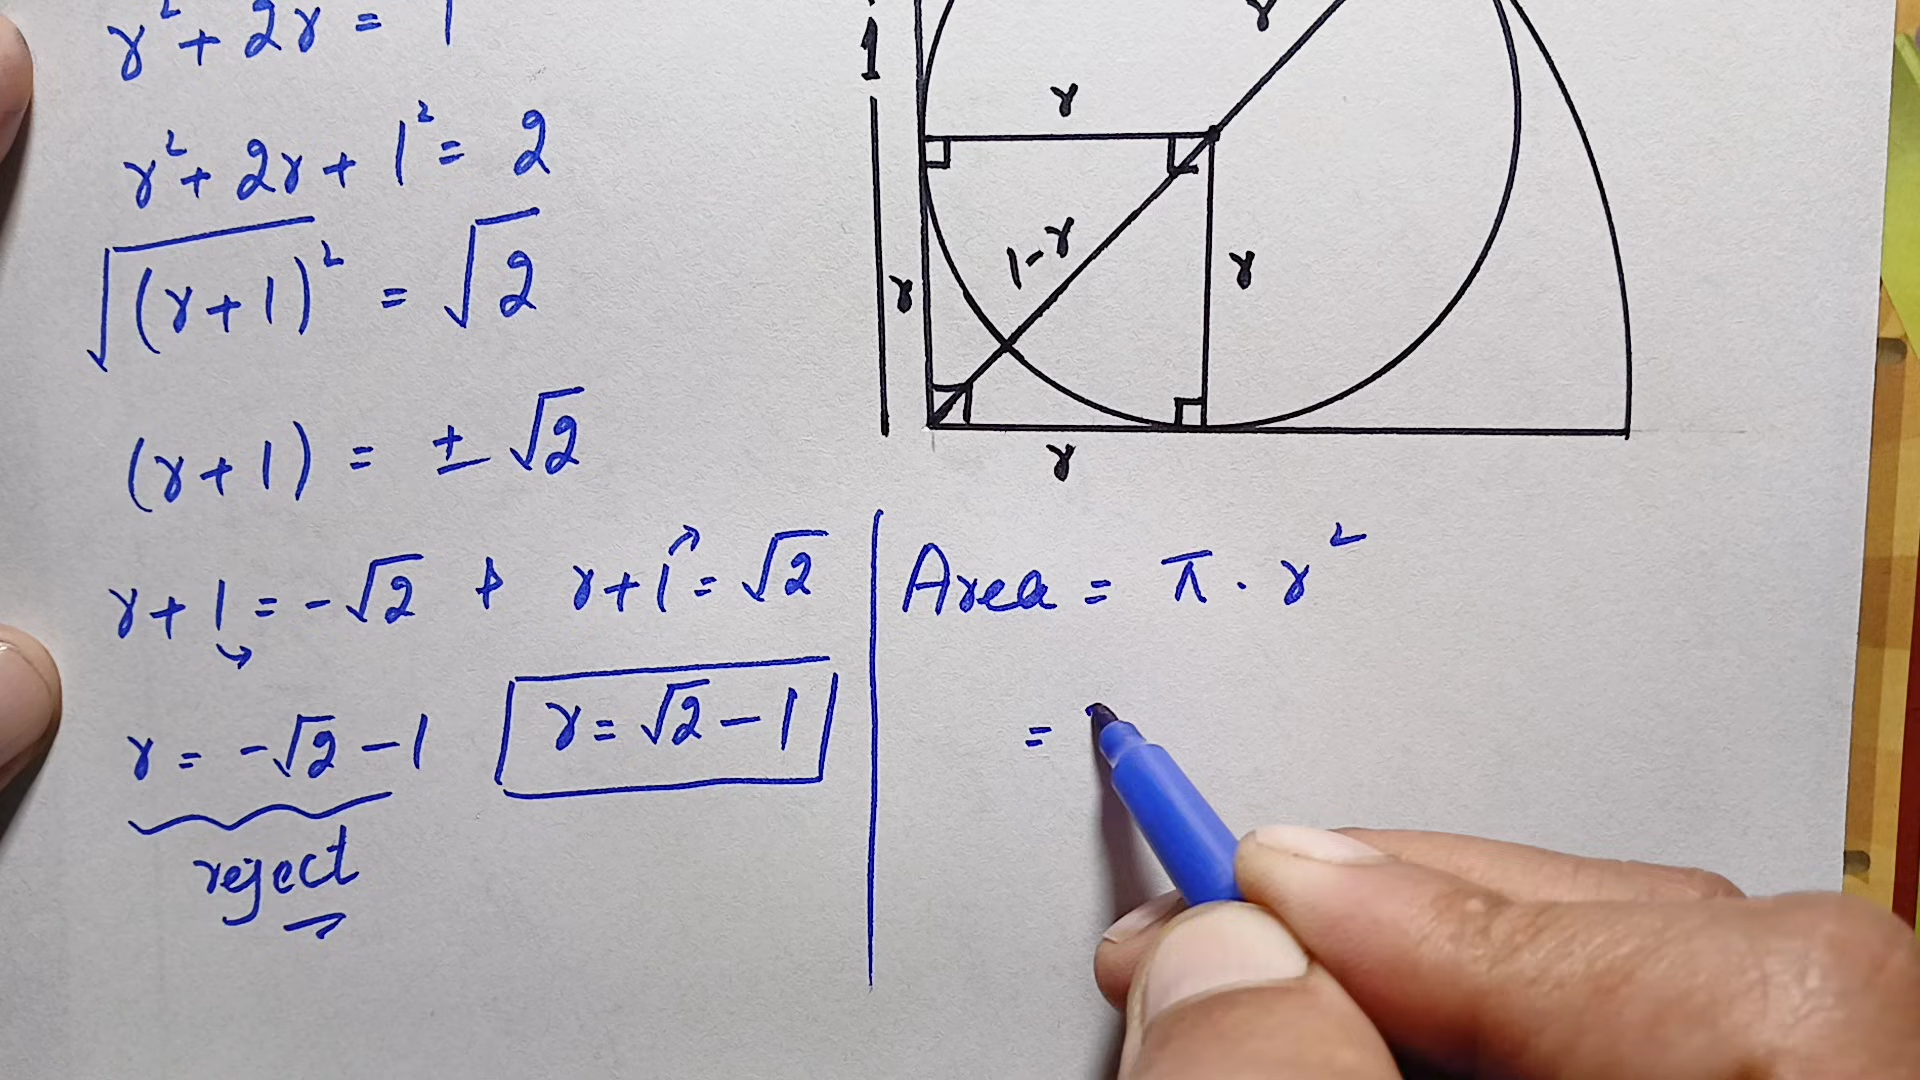 r² + 2r = 1
r² + 2r + 1² = 2
√(r+1)² = √2
(r+1) = ± √2
r+1 = -√2 + r+1 = √2
r = -√2 - 1
r = √2 - 1
reject
1
r
r
1-r
r
r
r
Area = π · r²
=